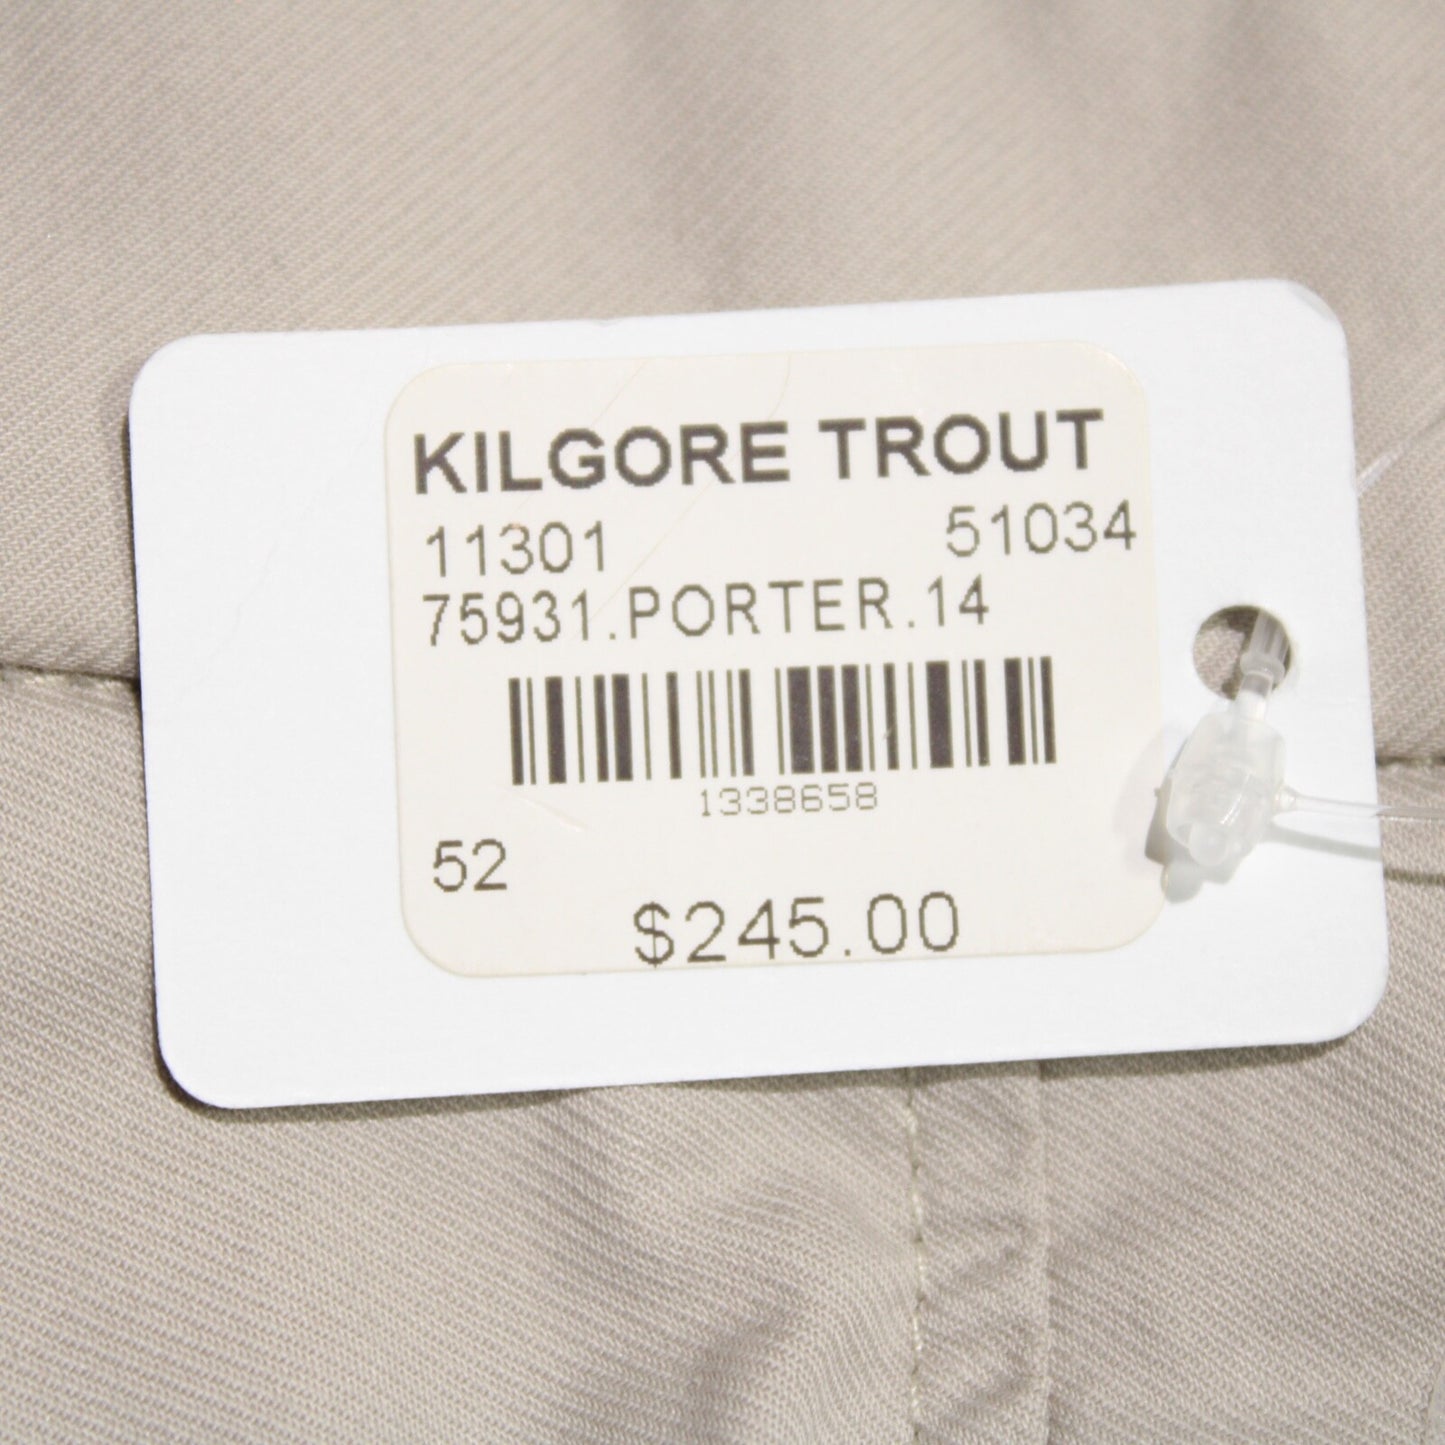 KILGORE TROUT
11301 51034
75931.PORTER.14
1338658
52
$245.00